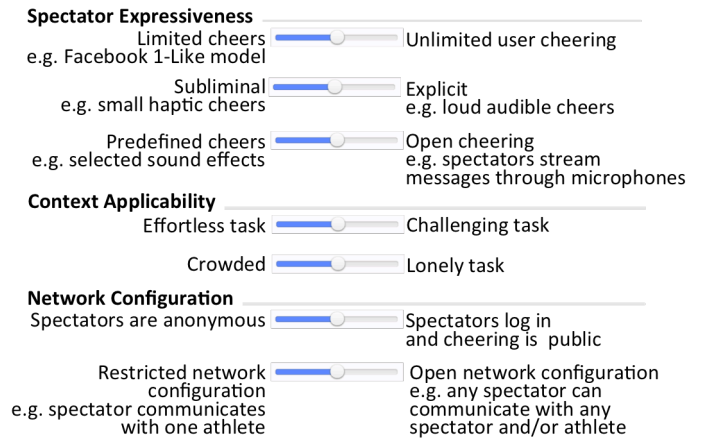 Spectator Expressiveness
Limited cheers
e.g. Facebook 1-Like model
Unlimited user cheering
Subliminal
e.g. small haptic cheers
Explicit
e.g. loud audible cheers
Predefined cheers
e.g. selected sound effects
Open cheering
e.g. spectators stream
messages through microphones
Context Applicability
Effortless task
Challenging task
Crowded
Lonely task
Network Configuration
Spectators are anonymous
Spectators log in
and cheering is public
Restricted network
configuration
e.g. spectator communicates
with one athlete
Open network configuration
e.g. any spectator can
communicate with any
spectator and/or athlete